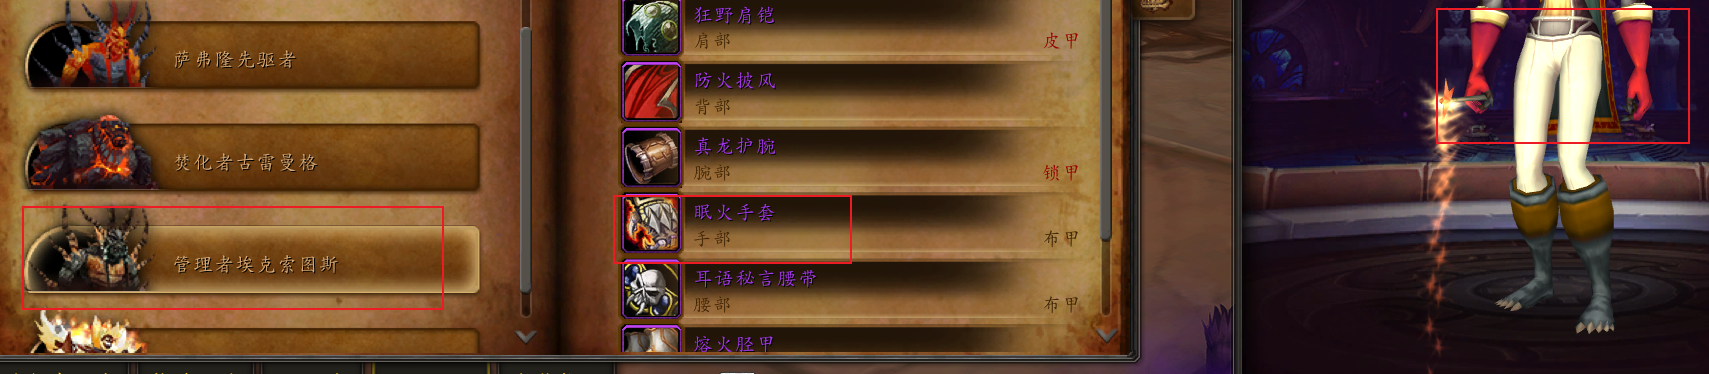 萨弗隆先驱者
焚化者古雷曼格
管理者埃克索图斯
狂野肩铠
肩部
皮甲
防火披风
背部
真龙护腕
腕部
锁甲
眠火手套
手部
布甲
耳语秘言腰带
腰部
布甲
熔火胫甲